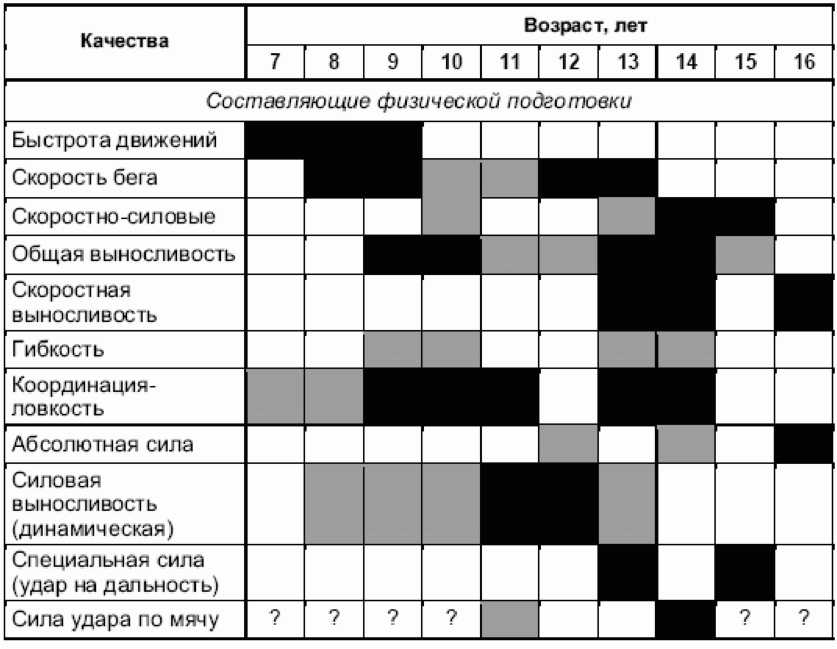 Качества
Возраст, лет
7 8 9 10 11 12 13 14 15 16
Составляющие физической подготовки
Быстрота движений
Скорость бега
Скоростно-силовые
Общая выносливость
Скоростная
выносливость
Гибкость
Координация-
ловкость
Абсолютная сила
Силовая
выносливость
(динамическая)
Специальная сила
(удар на дальность)
Сила удара по мячу ? ? ? ? ? ?